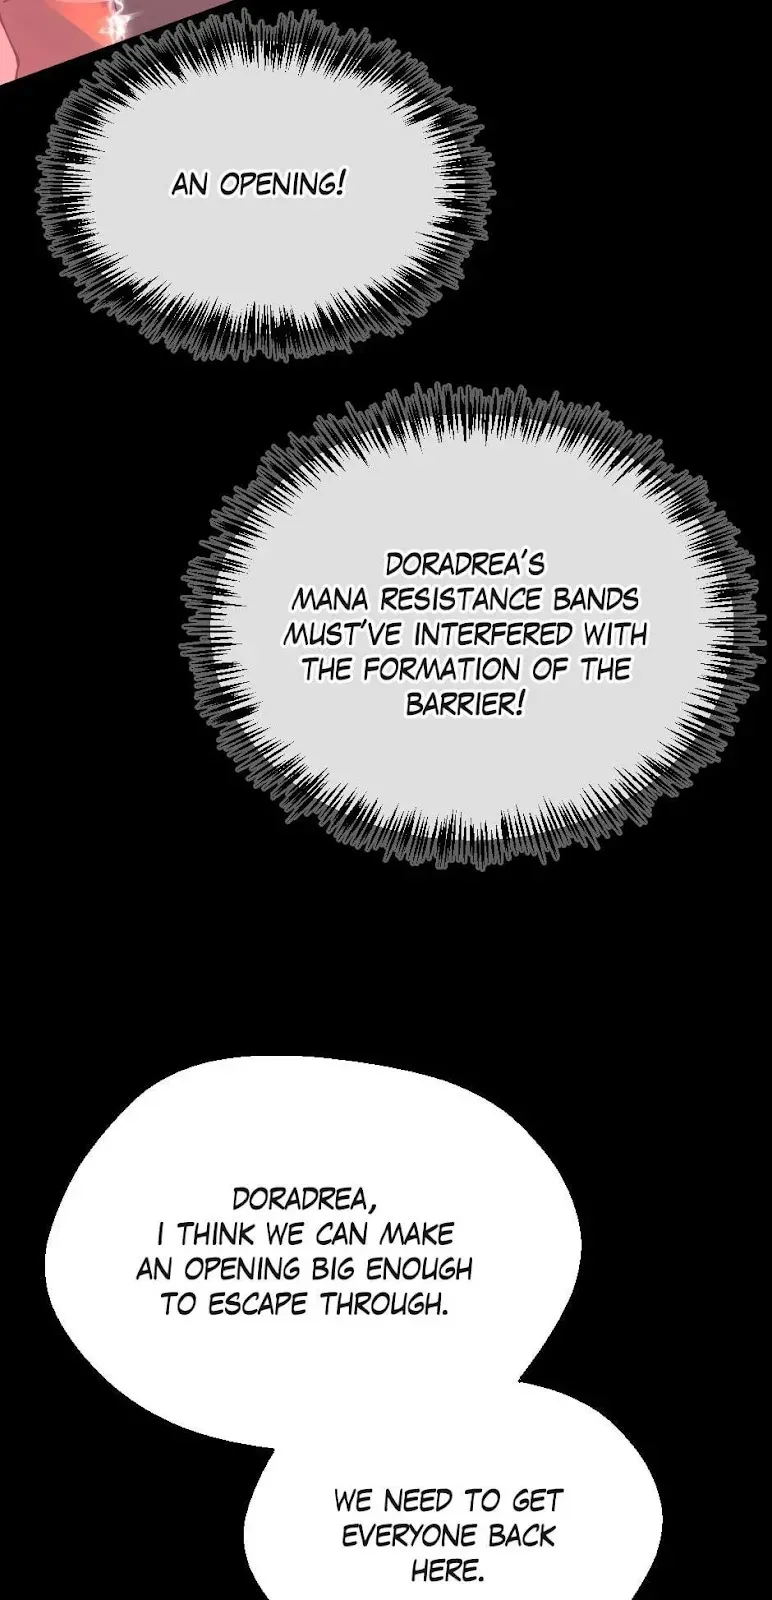 AN OPENING!
DORADREA'S
MANA RESISTANCE BANDS
MUST'VE INTERFERED WITH
THE FORMATION OF THE
BARRIER!
DORADREA,
I THINK WE CAN MAKE
AN OPENING BIG ENOUGH
TO ESCAPE THROUGH.
WE NEED TO GET
EVERYONE BACK
HERE.